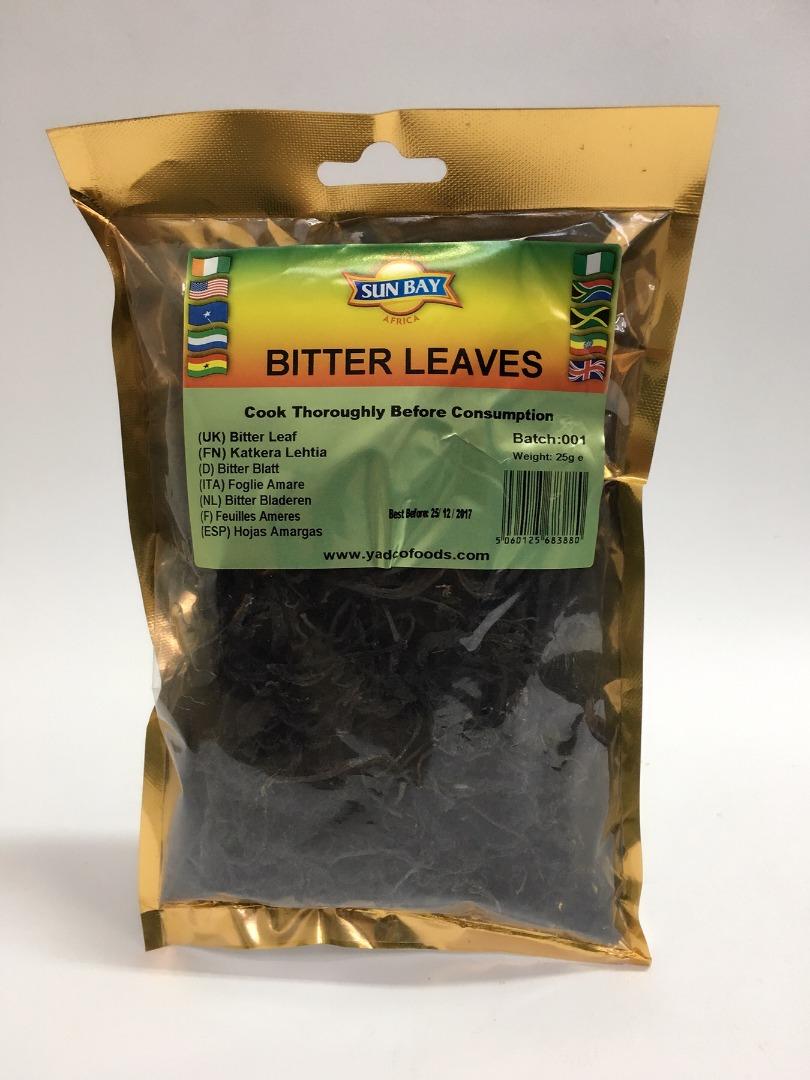 SUN BAY
AFRICA
BITTER LEAVES
Cook Thoroughly Before Consumption
(UK) Bitter Leaf
(FN) Katkera Lehtia
(D) Bitter Blatt
(ITA) Foglie Amare
(NL) Bitter Bladeren
(F) Feuilles Ameres
(ESP) Hojas Amargas
Batch:001
Weight: 25g e
Best Before: 25/ 12 / 2017
5 060125 683880
www.yadcofoods.com